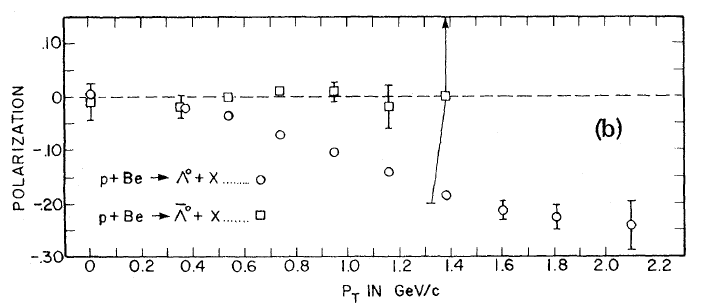 .10
0
-.10
-.20
-.30
POLARIZATION
(b)
p+Be → Λ° + X ........ ○
p+Be → Λ̄° + X ....... □
0 0.2 0.4 0.6 0.8 1.0 1.2 1.4 1.6 1.8 2.0 2.2
P_T IN GeV/c